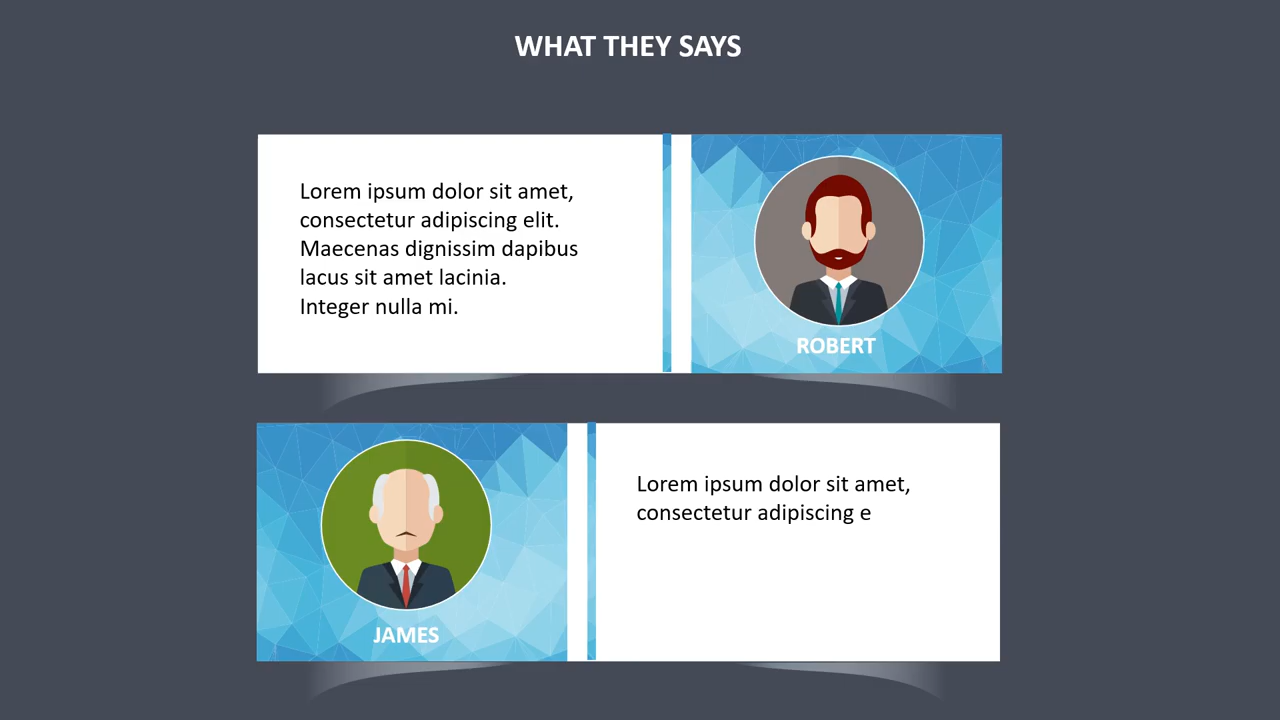 WHAT THEY SAYS
Lorem ipsum dolor sit amet,
consectetur adipiscing elit.
Maecenas dignissim dapibus
lacus sit amet lacinia.
Integer nulla mi.
ROBERT
JAMES
Lorem ipsum dolor sit amet,
consectetur adipiscing e